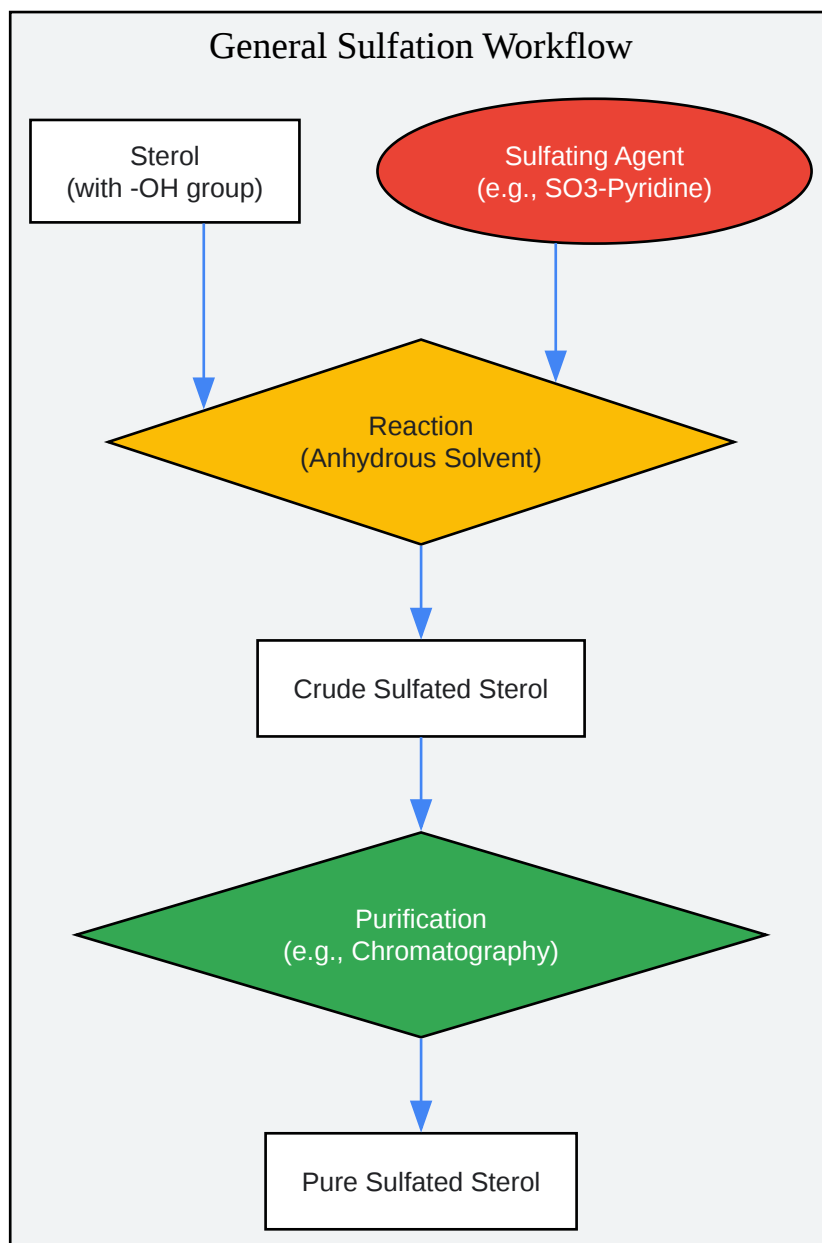 General Sulfation Workflow
Sterol
(with -OH group)
Sulfating Agent
(e.g., SO3-Pyridine)
Reaction
(Anhydrous Solvent)
Crude Sulfated Sterol
Purification
(e.g., Chromatography)
Pure Sulfated Sterol